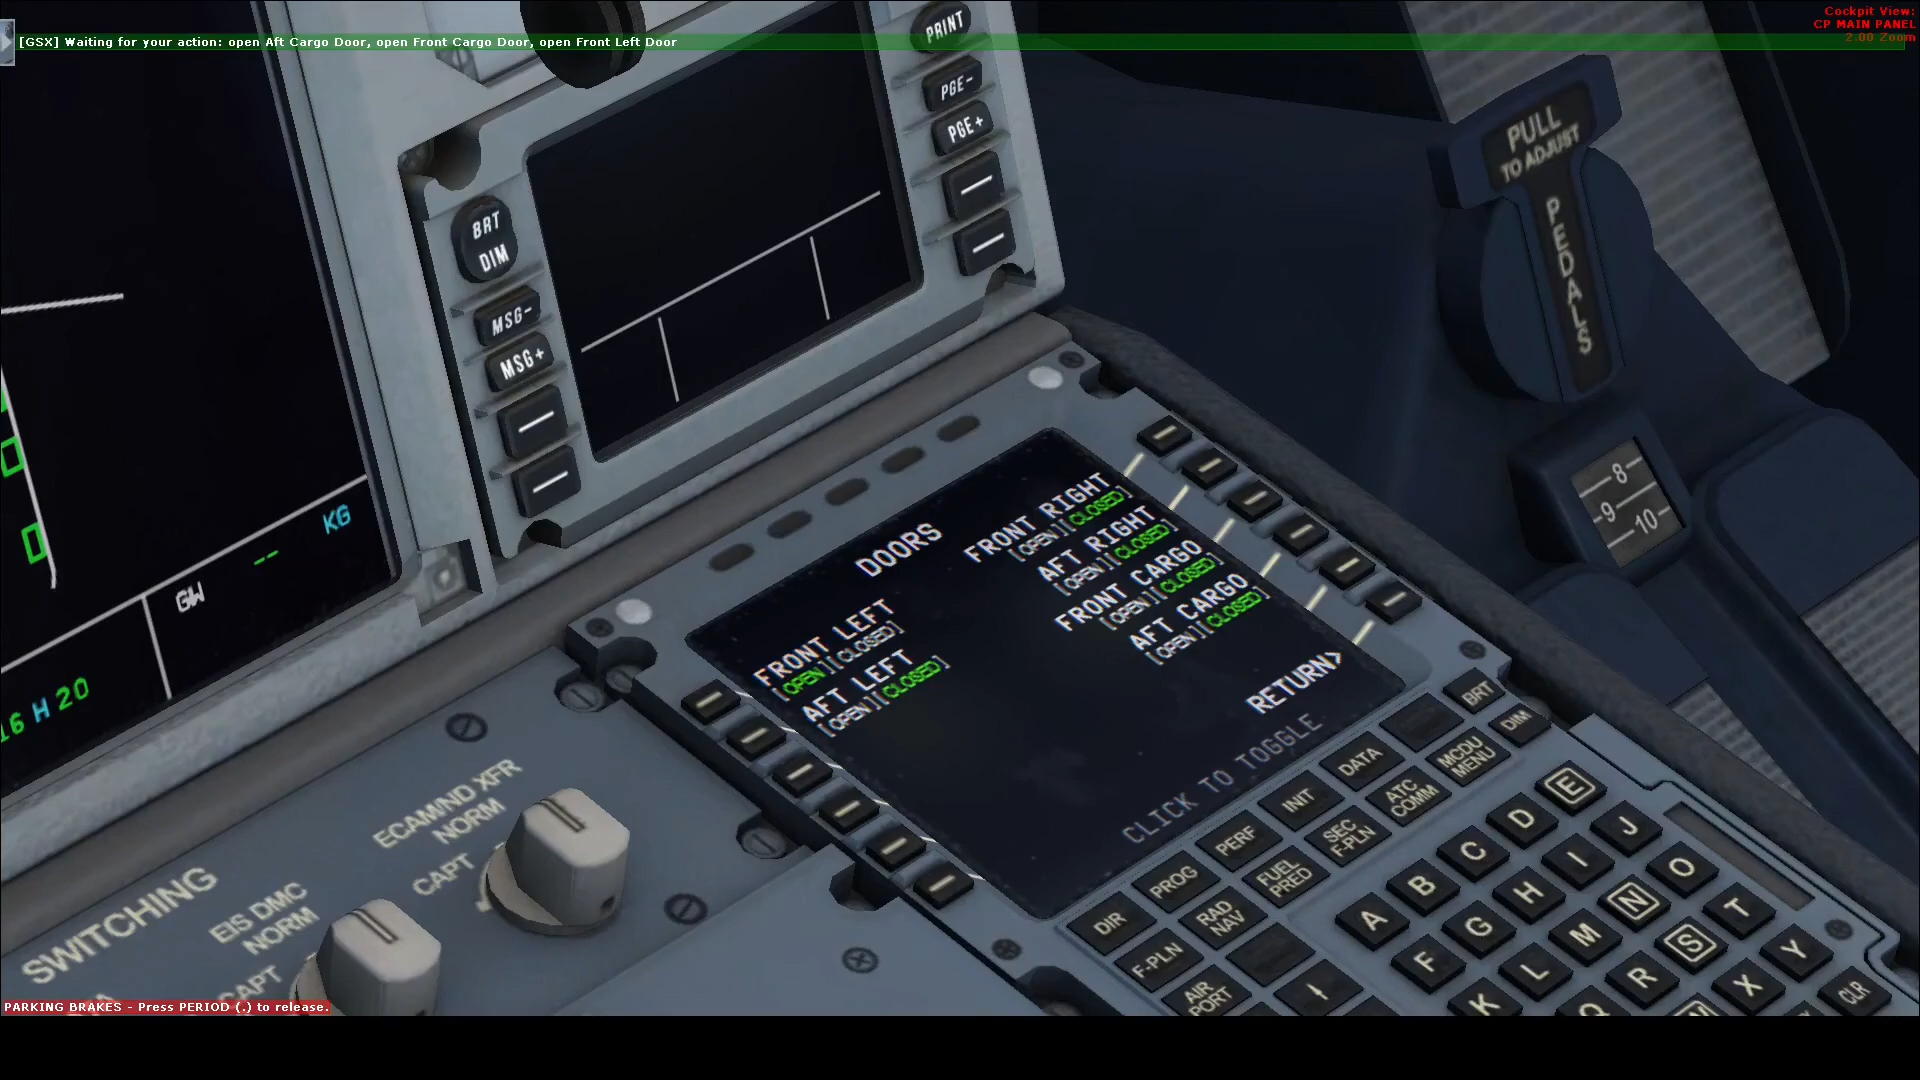 Cockpit View:
CP MAIN PANEL
2.00 Zoom
[GSX] Waiting for your action: open Aft Cargo Door, open Front Cargo Door, open Front Left Door
PRINT
PGE-
PGE+
BRT
DIM
MSG-
MSG+
PULL
TO ADJUST
PEDALS
8
9
10
KG
--
GW
0
0
16 H 20
DOORS
FRONT RIGHT
[OPEN][CLOSED]
AFT RIGHT
[OPEN][CLOSED]
FRONT CARGO
[OPEN][CLOSED]
AFT CARGO
[OPEN][CLOSED]
FRONT LEFT
[OPEN][CLOSED]
AFT LEFT
[OPEN][CLOSED]
RETURN>
CLICK TO TOGGLE
BRT
DIM
DIR
PROG
PERF
INIT
DATA
F-PLN
RAD
NAV
FUEL
PRED
SEC
F-PLN
ATC
COMM
MCDU
MENU
AIR
PORT
A
B
C
D
E
F
G
H
I
J
K
L
M
N
O
Q
R
S
T
X
Y
CLR
SWITCHING
EIS DMC
NORM
CAPT
ECAM/ND XFR
NORM
CAPT
PARKING BRAKES - Press PERIOD (.) to release.